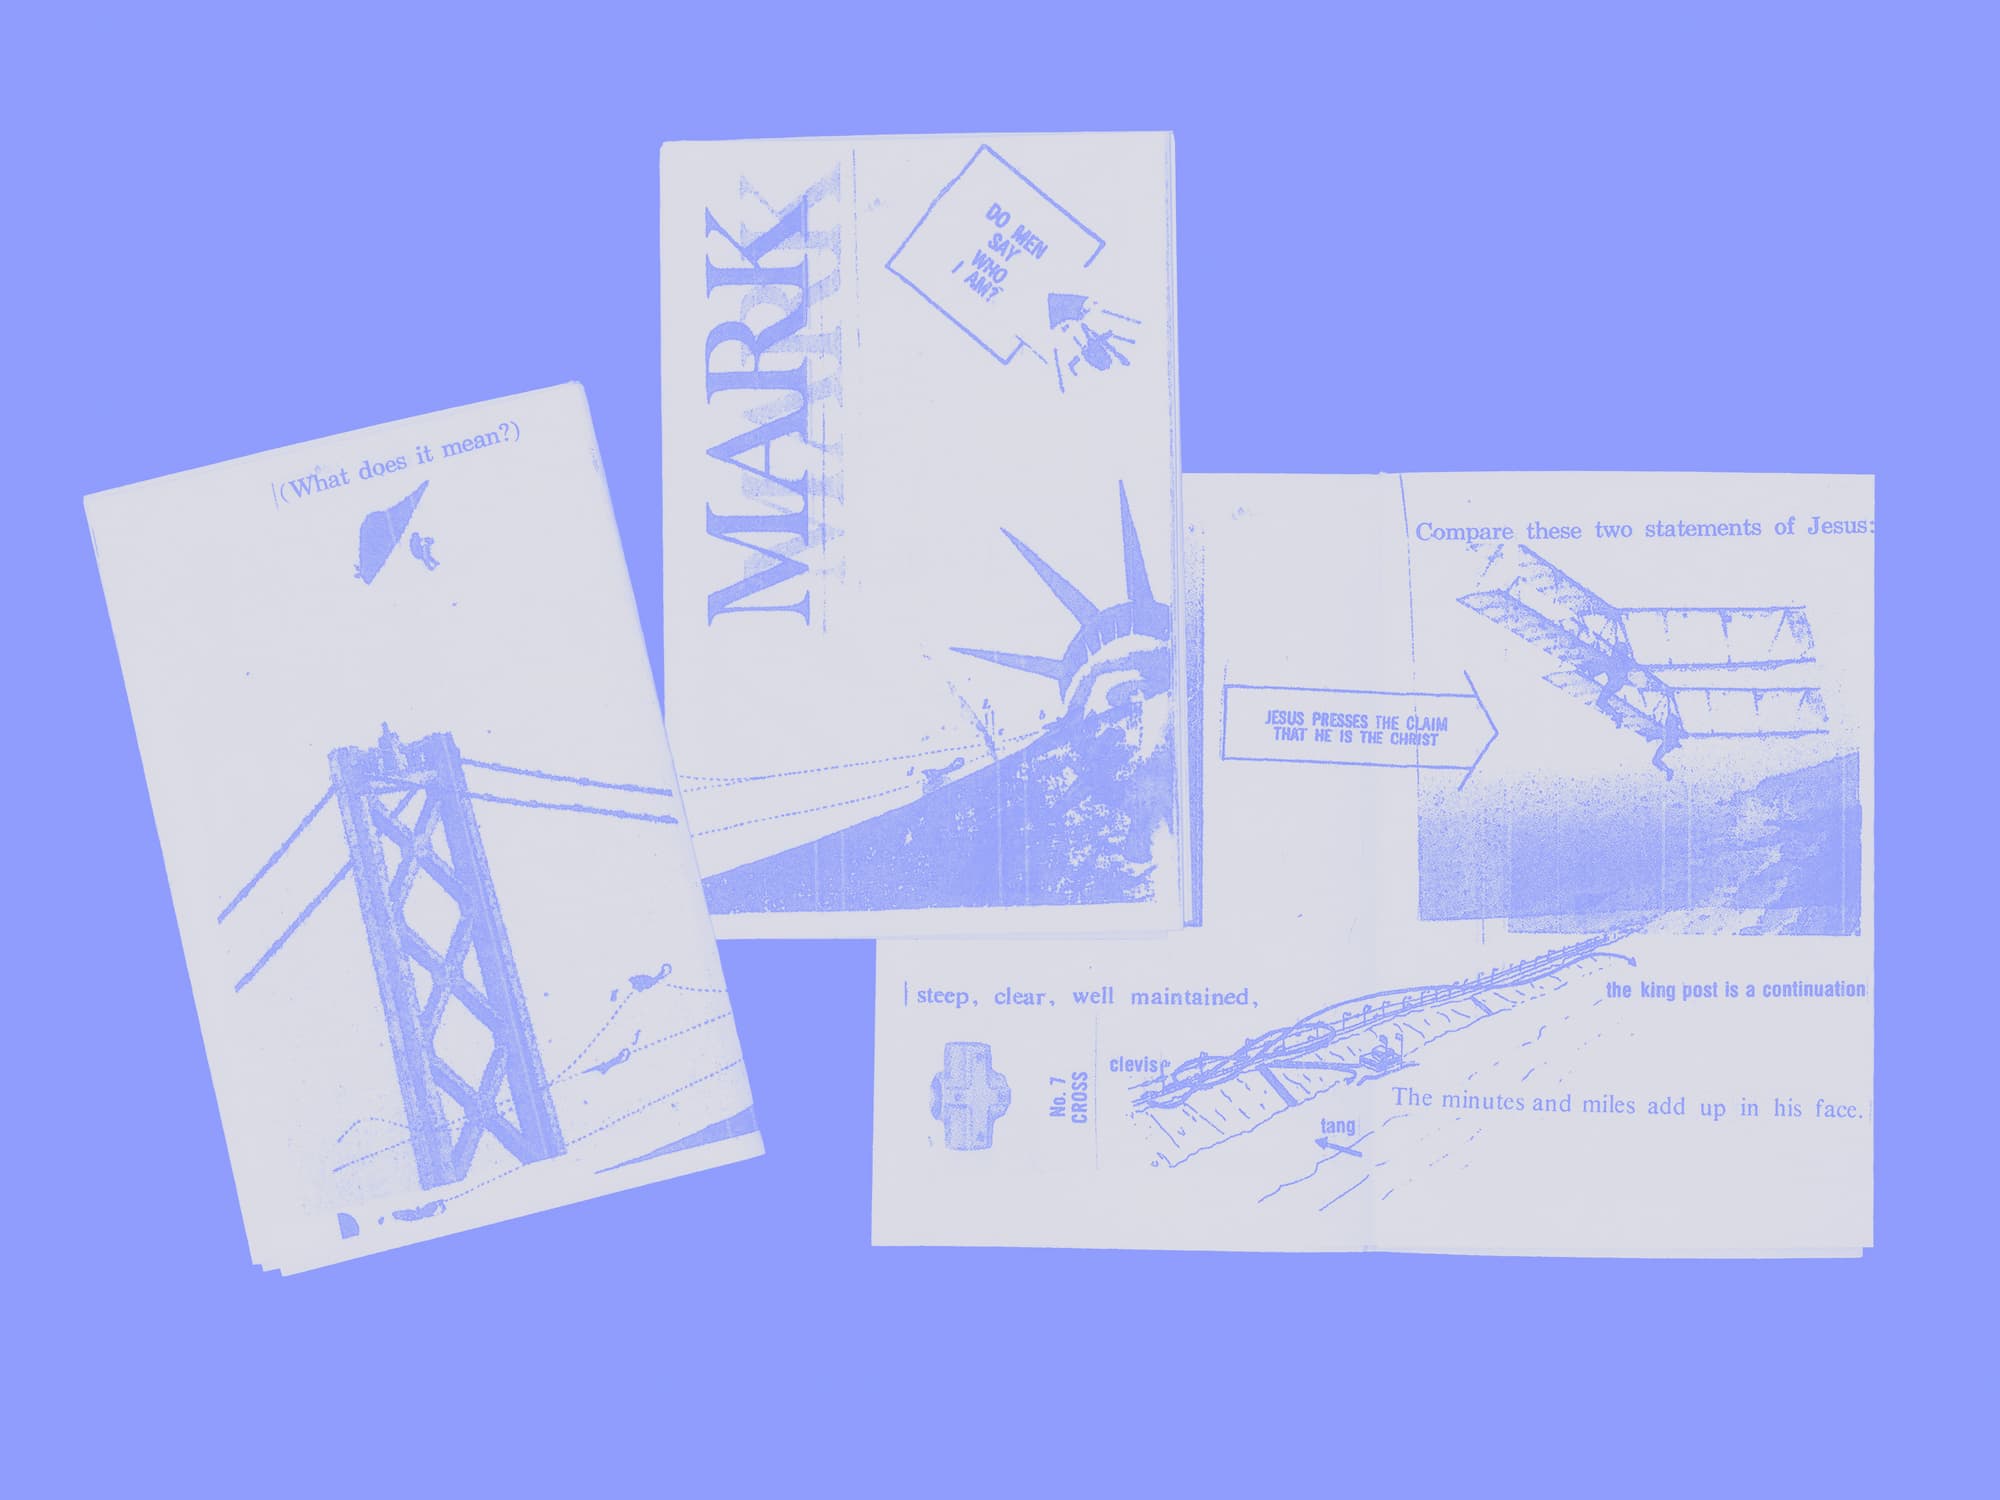 (What does it mean?)
MARK
DO MEN
SAY
WHO
I AM?
Compare these two statements of Jesus:
JESUS PRESSES THE CLAIM
THAT HE IS THE CHRIST
steep, clear, well maintained,
the king post is a continuation
clevis
No. 7
CROSS
The minutes and miles add up in his face.
tang